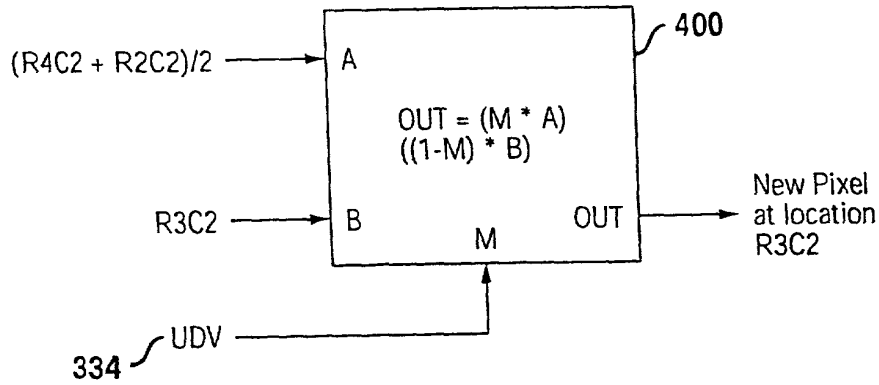 400
(R4C2 + R2C2)/2
A
OUT = (M * A)
((1-M) * B)
R3C2
B
M
OUT
New Pixel
at location
R3C2
334
UDV